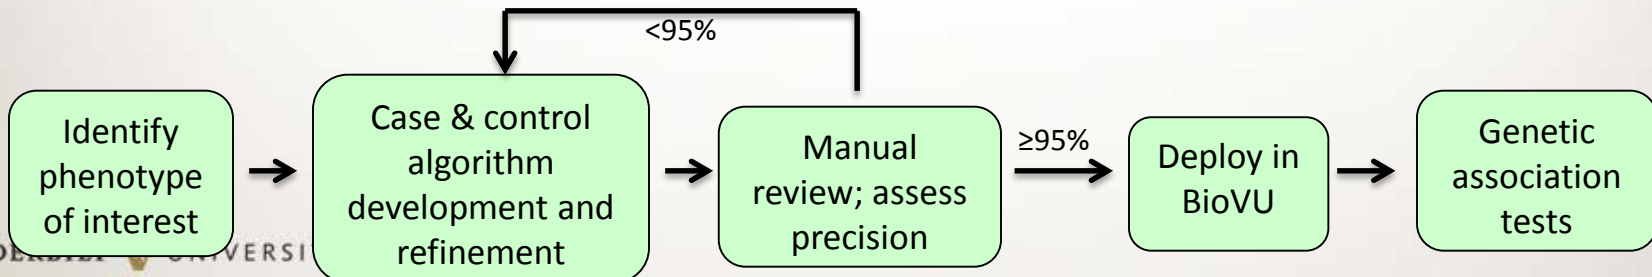 <95%
Identify
phenotype
of interest
Case & control
algorithm
development and
refinement
Manual
review; assess
precision
≥95%
Deploy in
BioVU
Genetic
association
tests